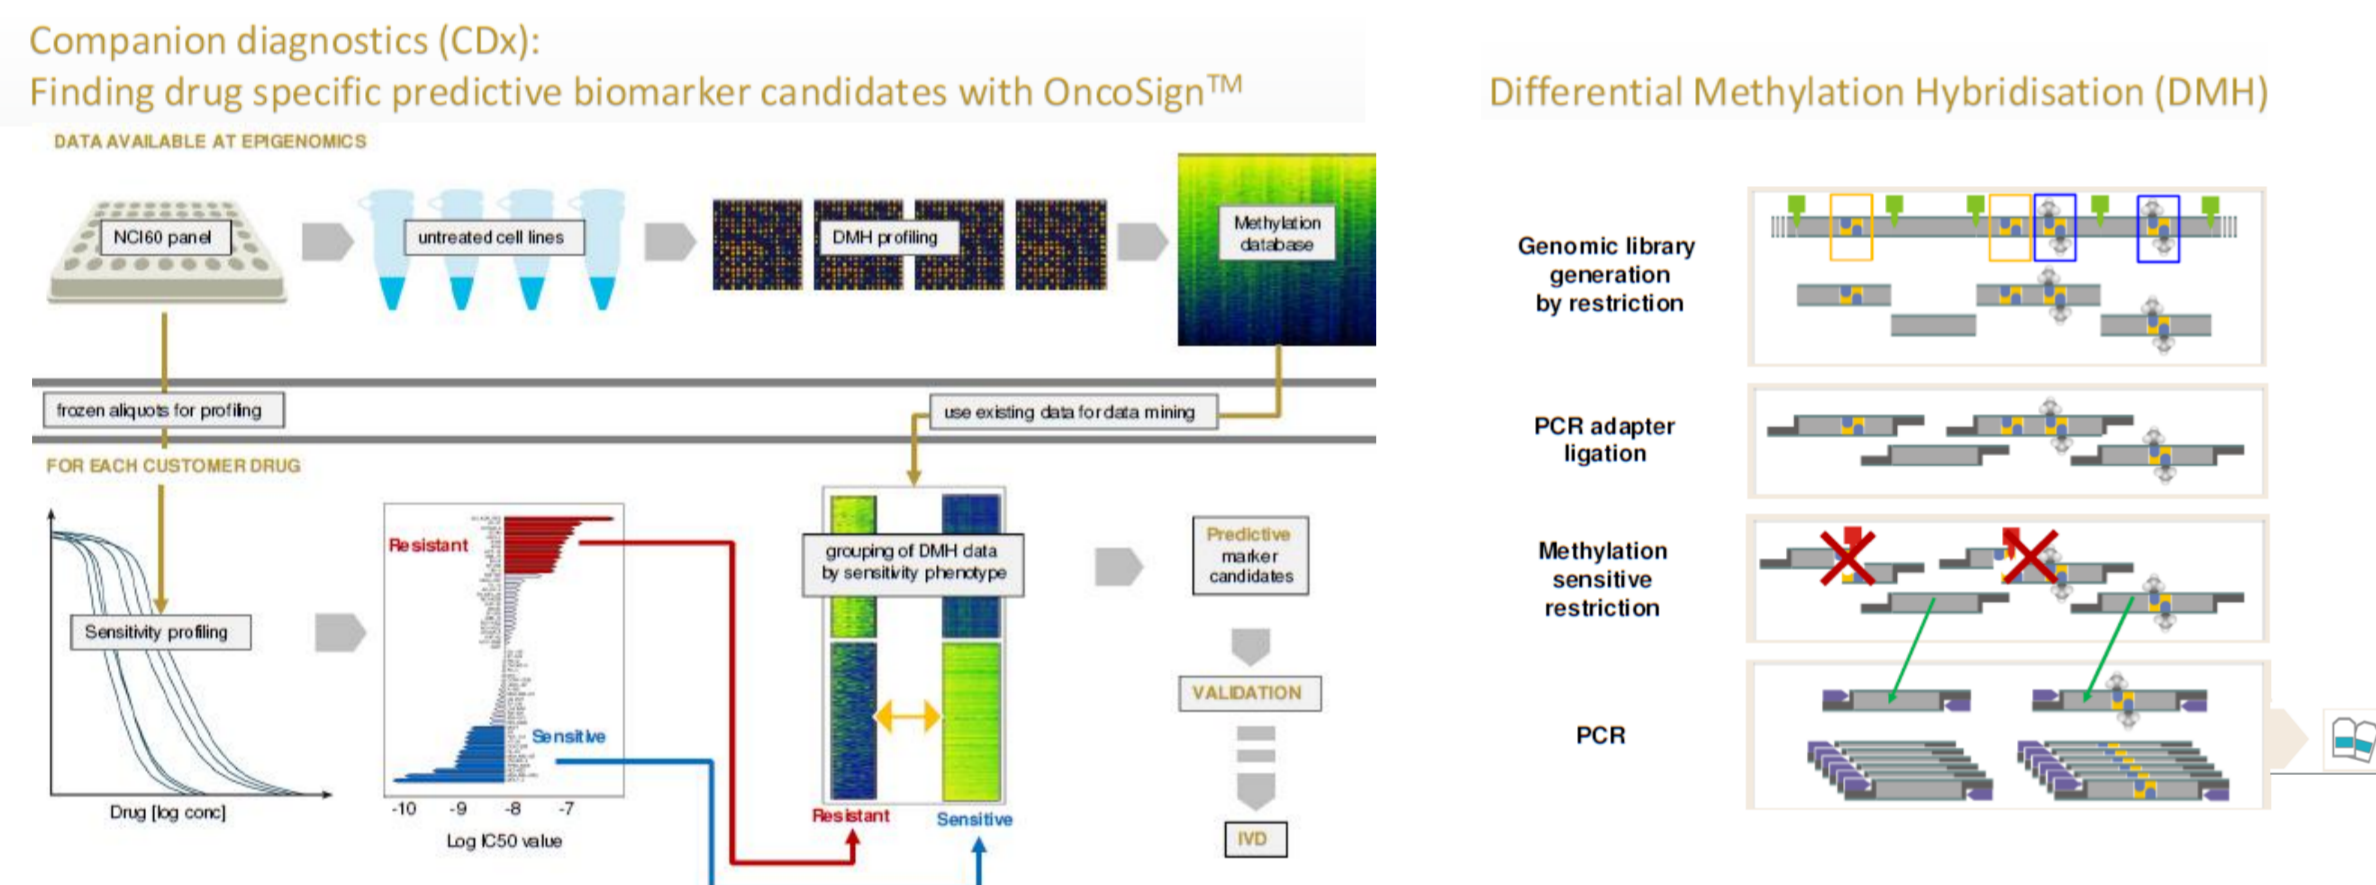 Companion diagnostics (CDx):
Finding drug specific predictive biomarker candidates with OncoSign™
DATA AVAILABLE AT EPIGENOMICS
NCI60 panel
untreated cell lines
DMH profiling
Methylation
database
frozen aliquots for profiling
use existing data for data mining
FOR EACH CUSTOMER DRUG
Sensitivity profiling
Drug [log conc]
Resistant
Sensitive
-10 -9 -8 -7
Log IC50 value
grouping of DMH data
by sensitivity phenotype
Resistant
Sensitive
Predictive
marker
candidates
VALIDATION
IVD
Differential Methylation Hybridisation (DMH)
Genomic library
generation
by restriction
PCR adapter
ligation
Methylation
sensitive
restriction
PCR